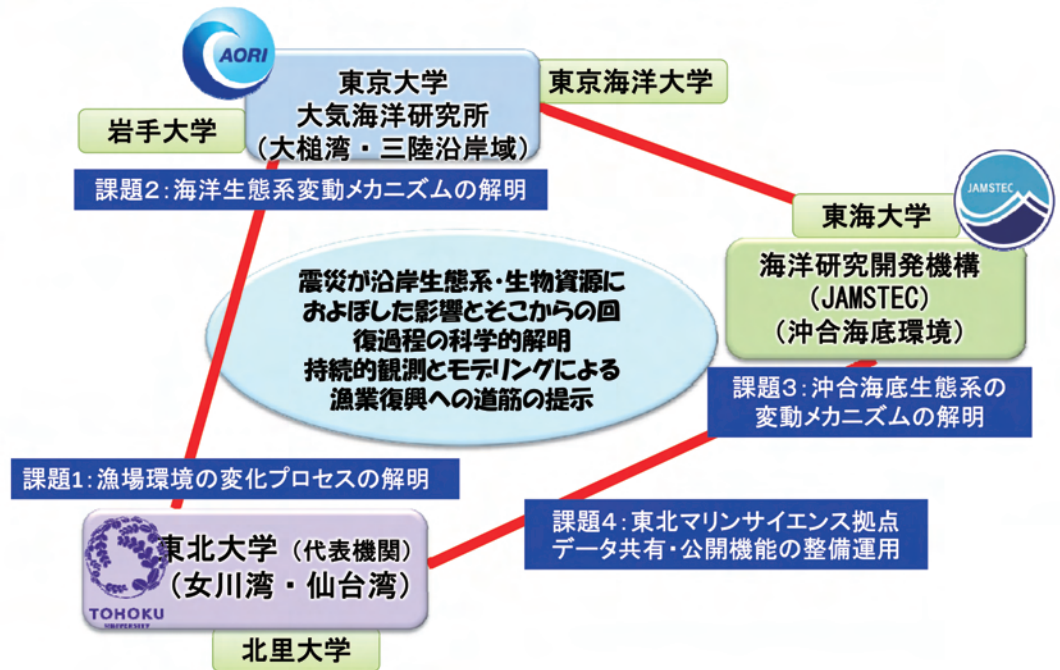 AORI
東京大学
大気海洋研究所
(大槌湾・三陸沿岸域)
東京海洋大学
岩手大学
課題2:海洋生態系変動メカニズムの解明
JAMSTEC
東海大学
海洋研究開発機構
(JAMSTEC)
(沖合海底環境)
震災が沿岸生態系・生物資源に
およぼした影響とそこからの回
復過程の科学的解明
持続的観測とモデリングによる
漁業復興への道筋の提示
課題3:沖合海底生態系の
変動メカニズムの解明
課題1:漁場環境の変化プロセスの解明
課題4:東北マリンサイエンス拠点
データ共有・公開機能の整備運用
東北大学(代表機関)
(女川湾・仙台湾)
TOHOKU
UNIVERSITY
北里大学